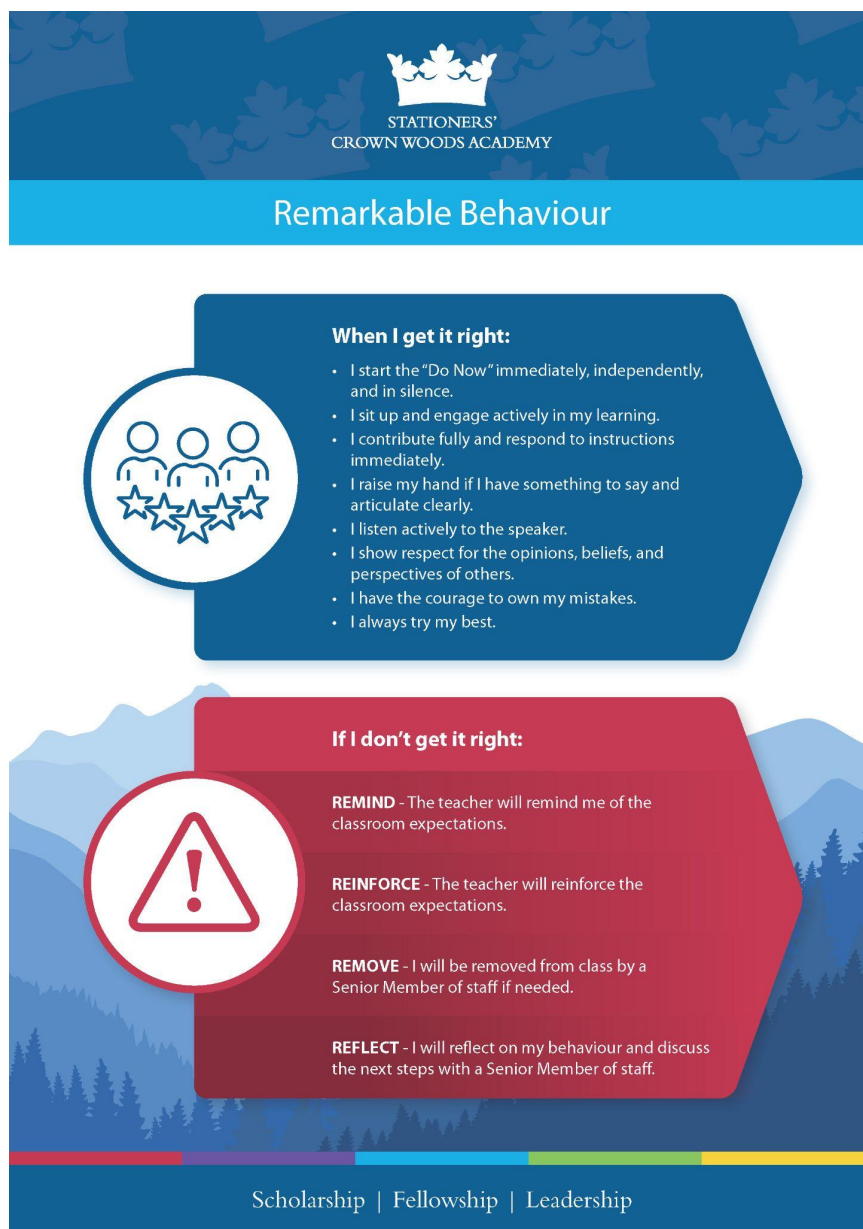 STATIONERS'
CROWN WOODS ACADEMY
Remarkable Behaviour
When I get it right:
• I start the “Do Now” immediately, independently,
and in silence.
• I sit up and engage actively in my learning.
• I contribute fully and respond to instructions
immediately.
• I raise my hand if I have something to say and
articulate clearly.
• I listen actively to the speaker.
• I show respect for the opinions, beliefs, and
perspectives of others.
• I have the courage to own my mistakes.
• I always try my best.
If I don’t get it right:
REMIND - The teacher will remind me of the
classroom expectations.
REINFORCE - The teacher will reinforce the
classroom expectations.
REMOVE - I will be removed from class by a
Senior Member of staff if needed.
REFLECT - I will reflect on my behaviour and discuss
the next steps with a Senior Member of staff.
Scholarship | Fellowship | Leadership